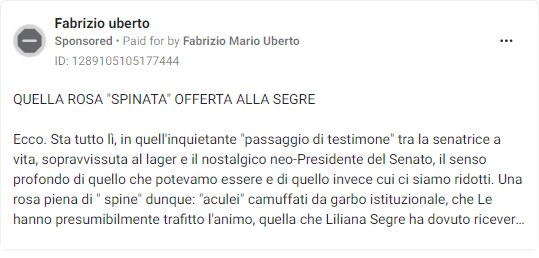 Fabrizio uberto
Sponsored • Paid for by Fabrizio Mario Uberto
ID: 1289105105177444
QUELLA ROSA "SPINATA" OFFERTA ALLA SEGRE
Ecco. Sta tutto lì, in quell'inquietante "passaggio di testimone" tra la senatrice a
vita, sopravvissuta al lager e il nostalgico neo-Presidente del Senato, il senso
profondo di quello che potevamo essere e di quello invece cui ci siamo ridotti. Una
rosa piena di " spine" dunque: "aculei" camuffati da garbo istituzionale, che Le
hanno presumibilmente trafitto l'animo, quella che Liliana Segre ha dovuto ricever...